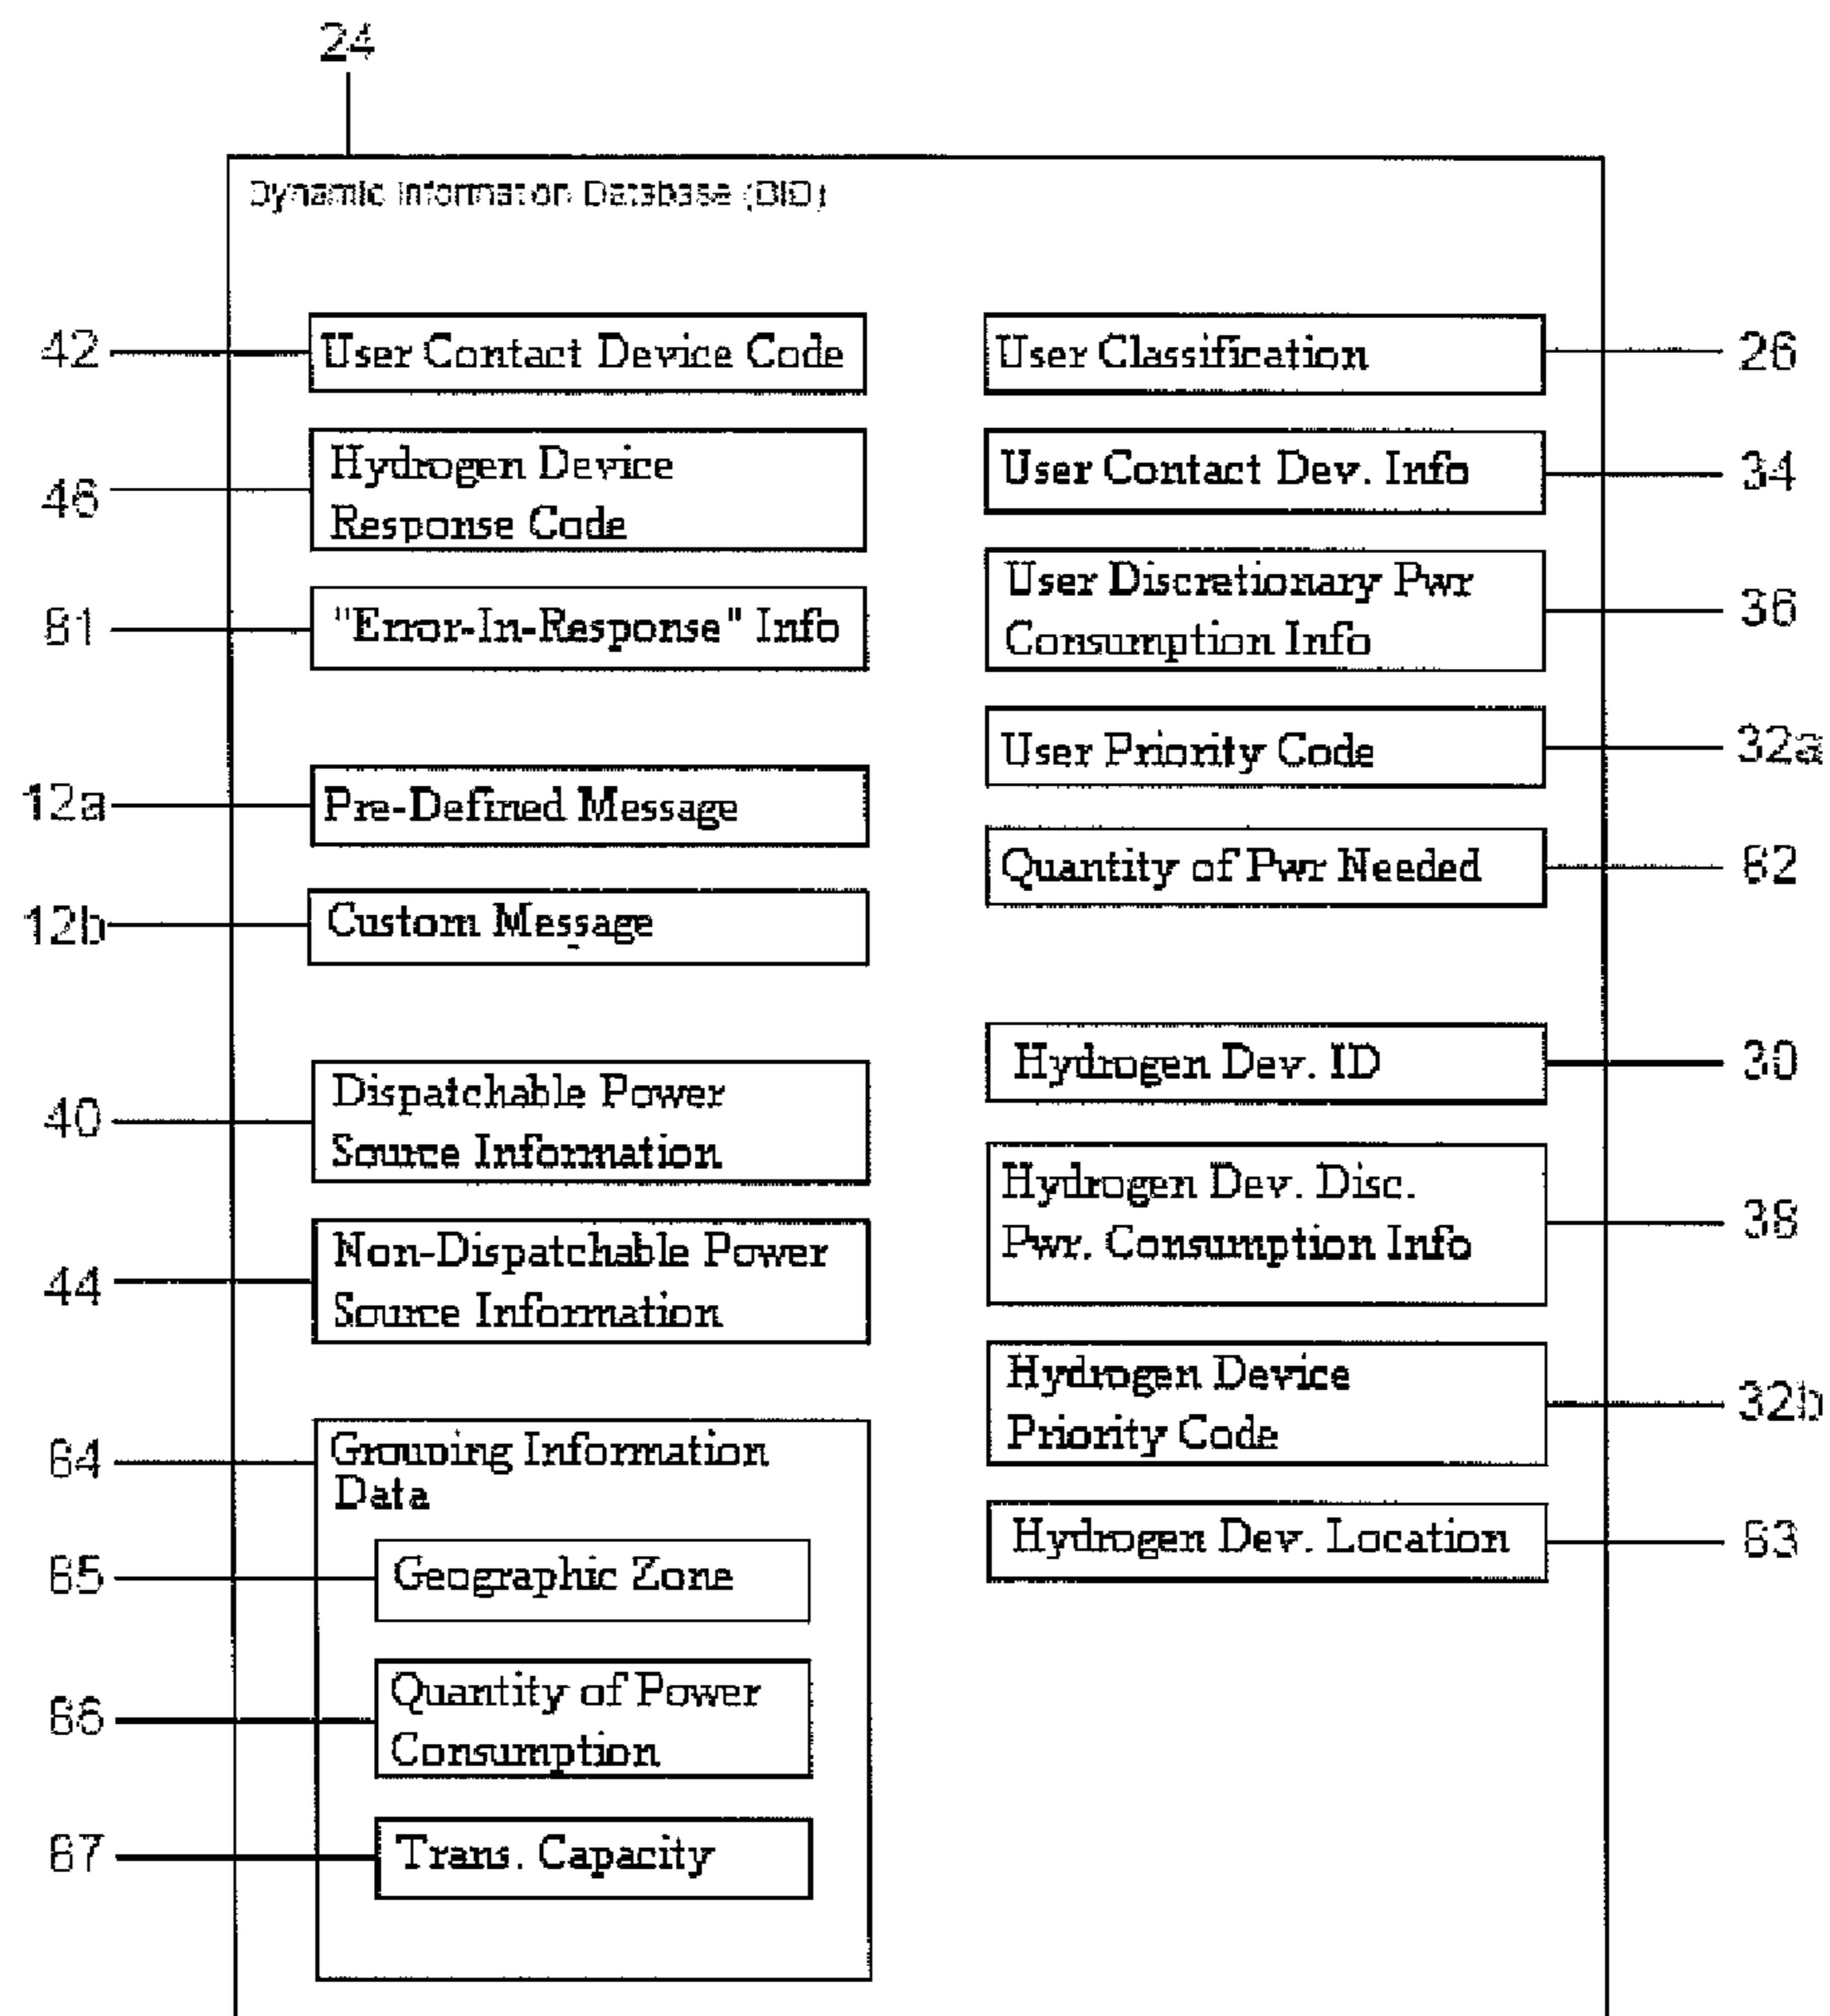 24
Dynamic Information Database (DID)
42
User Contact Device Code
46
Hydrogen Device
Response Code
61
"Error-In-Response" Info
12a
Pre-Defined Message
12b
Custom Message
40
Dispatchable Power
Source Information
44
Non-Dispatchable Power
Source Information
64
Grouping Information
Data
65
Geographic Zone
66
Quantity of Power
Consumption
67
Trans. Capacity
User Classification
26
User Contact Dev. Info
34
User Discretionary Pwr
Consumption Info
36
User Priority Code
32a
Quantity of Pwr Needed
62
Hydrogen Dev. ID
30
Hydrogen Dev. Disc.
Pwr. Consumption Info
38
Hydrogen Device
Priority Code
32b
Hydrogen Dev. Location
63